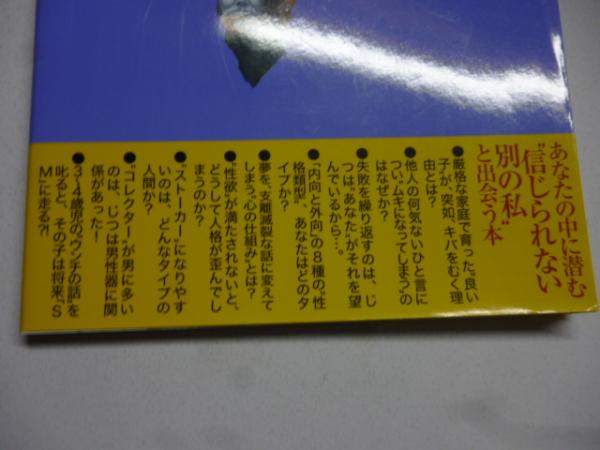 あなたの中に潜む
"信じられない
別の私"
と出会う本
●厳格な家庭で育った"良い
子"が、突如、キバをむく理
由とは?
●他人の何気ないひと言に
つい"ムキになってしまう"の
はなぜか?
●失敗を繰り返すのは、じ
つは"あなた"がそれを望
んでいるから…。
●「内向と外向」の8種の"性
格類型"、あなたはどのタ
イプか?
●夢を、支離滅裂な話に変えて
しまう"心の仕組み"とは?
●"性欲"が満たされないと、
どうして人格が歪んでし
まうのか?
●"ストーカー"になりやす
いのは、どんなタイプの
人間か?
●"コレクター"が男に多い
のは、じつは男性器に関
係があった!
●3〜4歳児の"ウンチの話"を
叱ると、その子は将来、"S
M"に走る?!